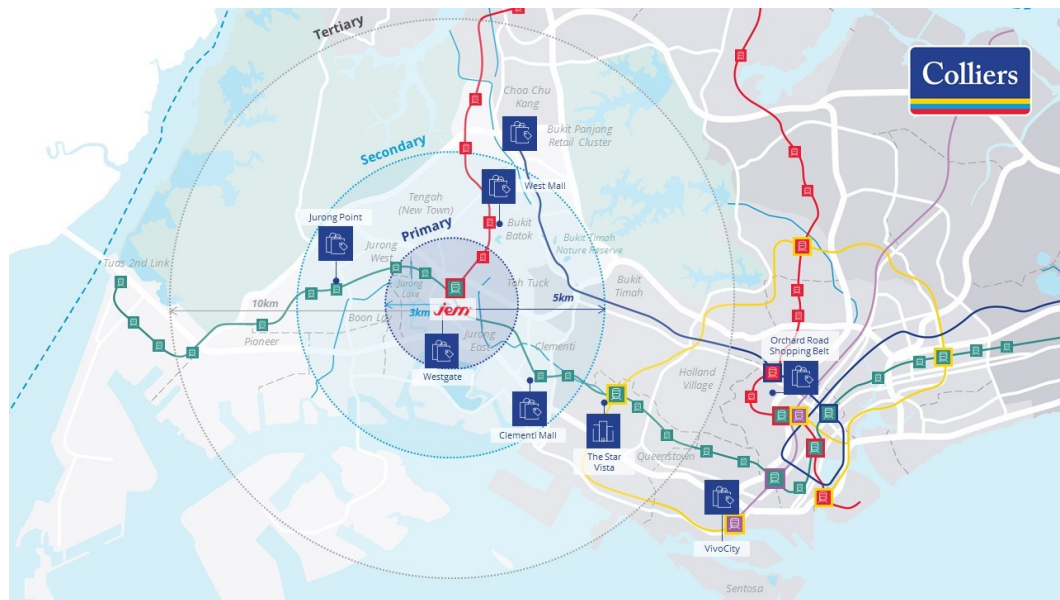 Tertiary
Colliers
Choa Chu
Kang
Bukit Panjang
Retail Cluster
Secondary
West Mall
Tengah
(New Town)
Jurong Point
Primary
Bukit
Batok
Bukit Timah
Nature Reserve
Jurong
West
Tuas 2nd Link
Toh Tuck
Bukit
Timah
Jurong
Lake
10km
5km
3km
jem
Boon Lay
Pioneer
Jurong
East
Clementi
Orchard Road
Shopping Belt
Holland
Village
Westgate
Clementi Mall
The Star
Vista
Queenstown
VivoCity
Sentosa